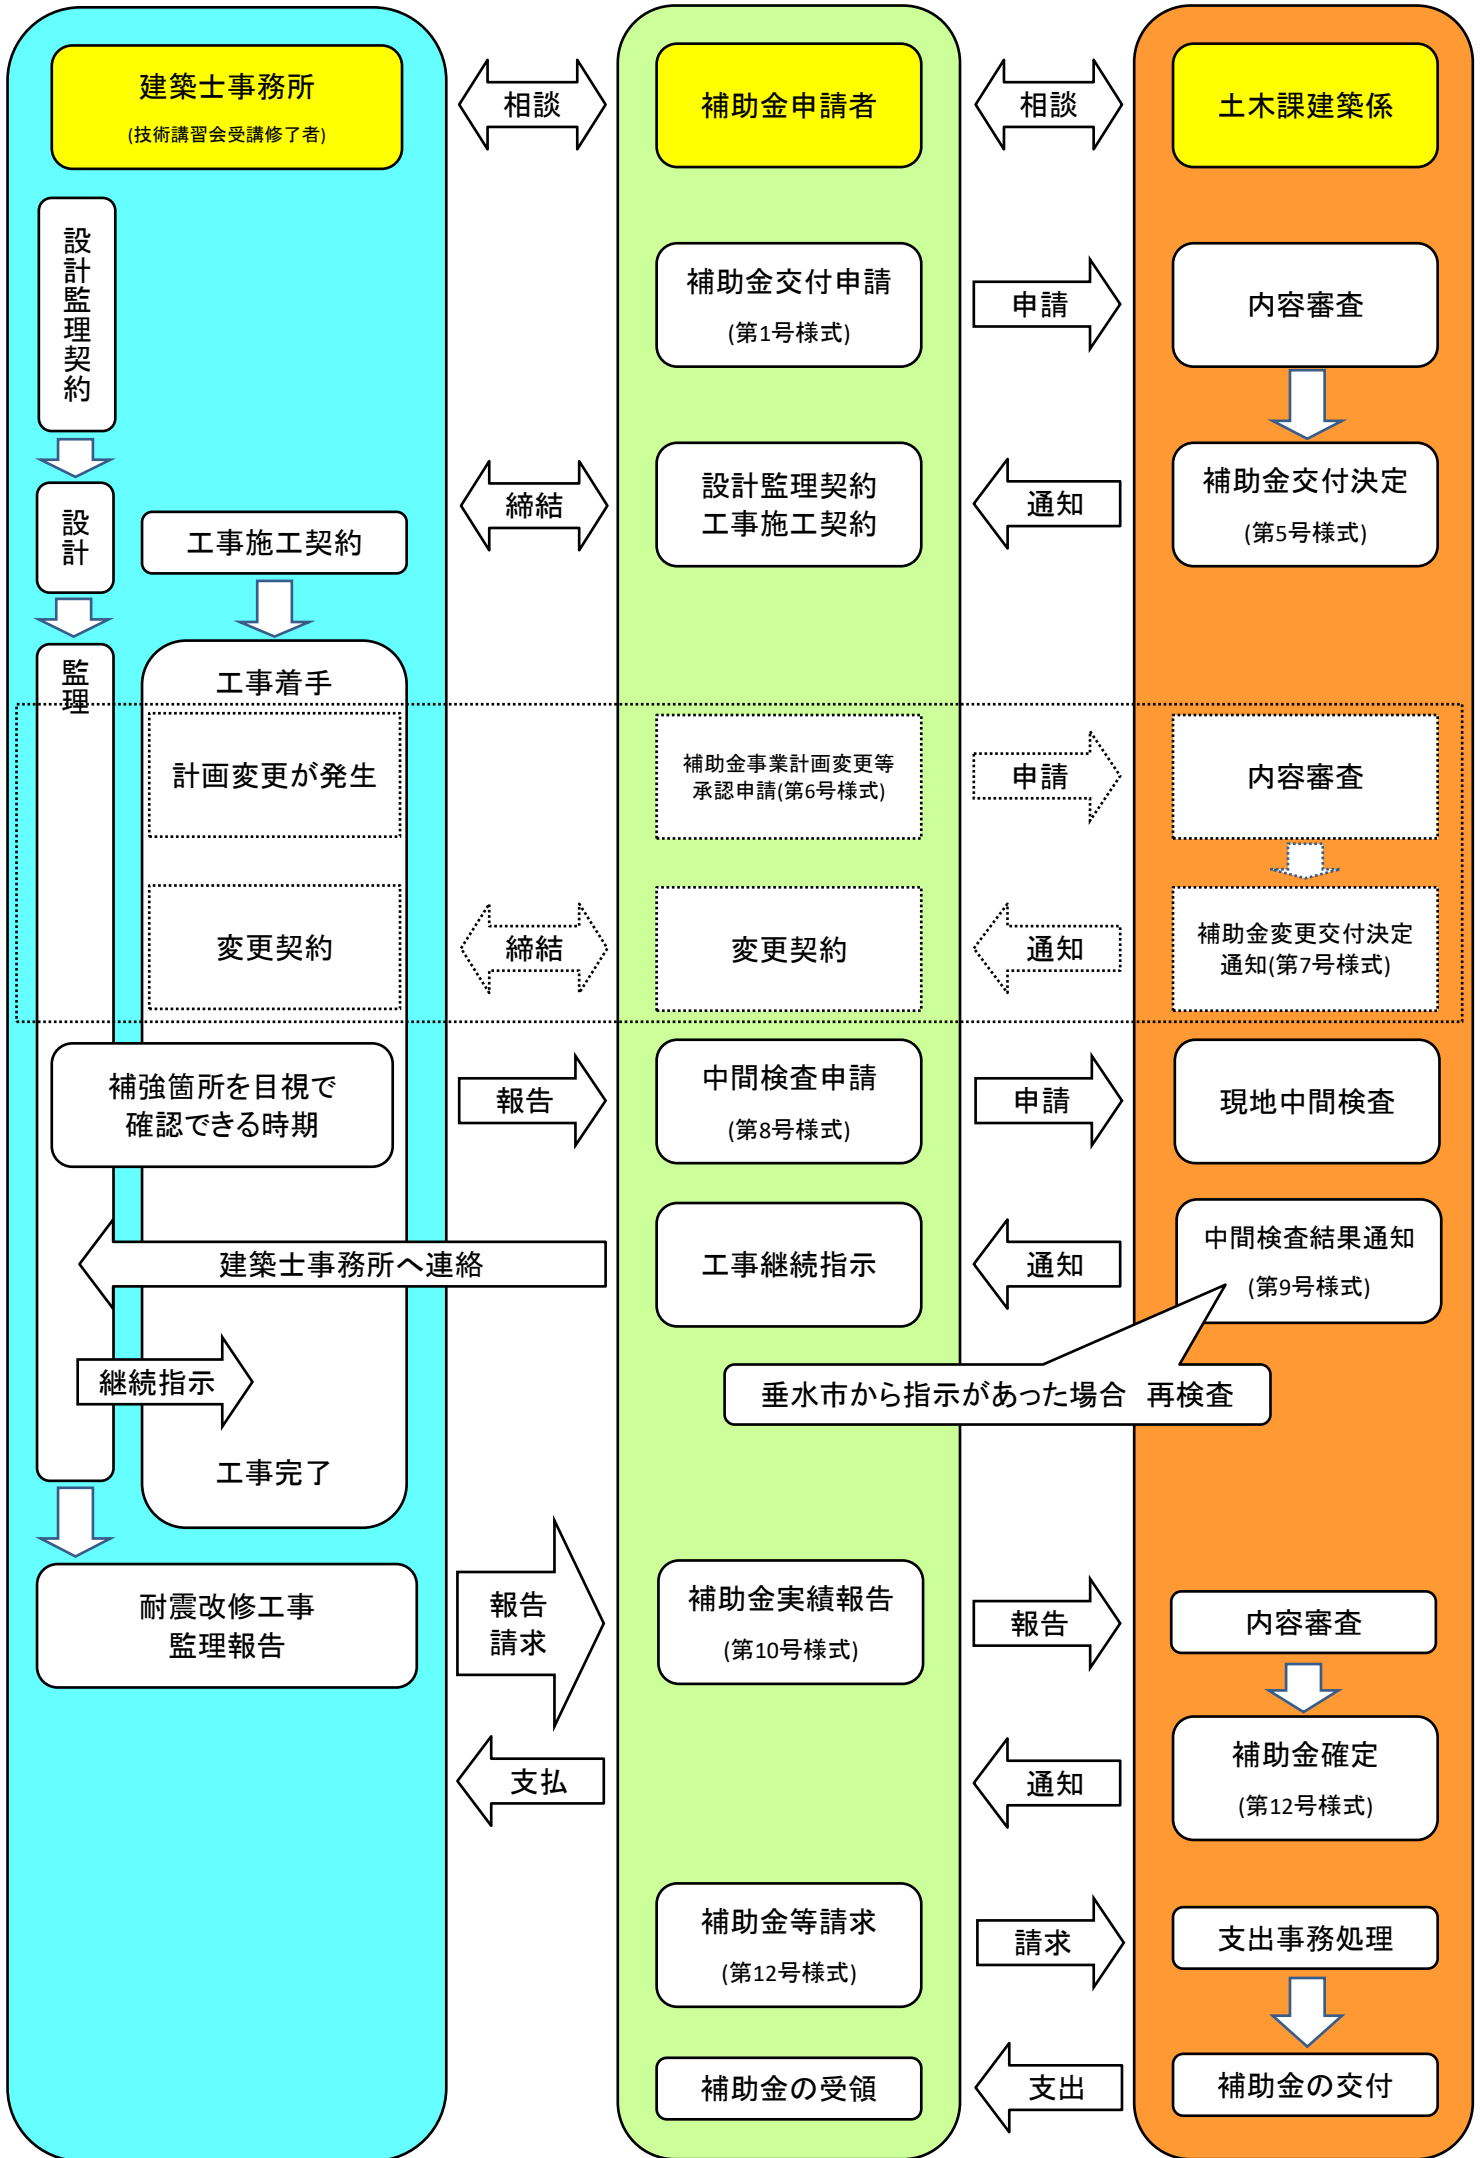 建築士事務所
(技術講習会受講修了者)
相談
補助金申請者
相談
土木課建築係
設計監理契約
補助金交付申請
(第1号様式)
申請
内容審査
設計
工事施工契約
締結
設計監理契約
工事施工契約
通知
補助金交付決定
(第5号様式)
監理
工事着手
計画変更が発生
補助金事業計画変更等
承認申請(第6号様式)
申請
内容審査
変更契約
締結
変更契約
通知
補助金変更交付決定
通知(第7号様式)
補強箇所を目視で
確認できる時期
報告
中間検査申請
(第8号様式)
申請
現地中間検査
建築士事務所へ連絡
工事継続指示
通知
中間検査結果通知
(第9号様式)
継続指示
垂水市から指示があった場合　再検査
工事完了
耐震改修工事
監理報告
報告
請求
補助金実績報告
(第10号様式)
報告
内容審査
支払
通知
補助金確定
(第12号様式)
補助金等請求
(第12号様式)
請求
支出事務処理
補助金の受領
支出
補助金の交付